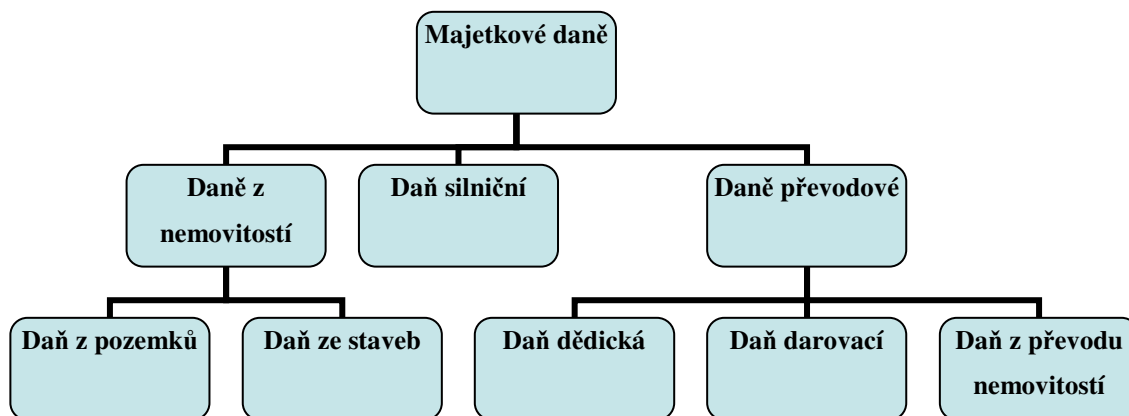 Majetkové daně
Daně z
nemovitostí
Daň silniční
Daně převodové
Daň z pozemků
Daň ze staveb
Daň dědická
Daň darovací
Daň z převodu
nemovitostí